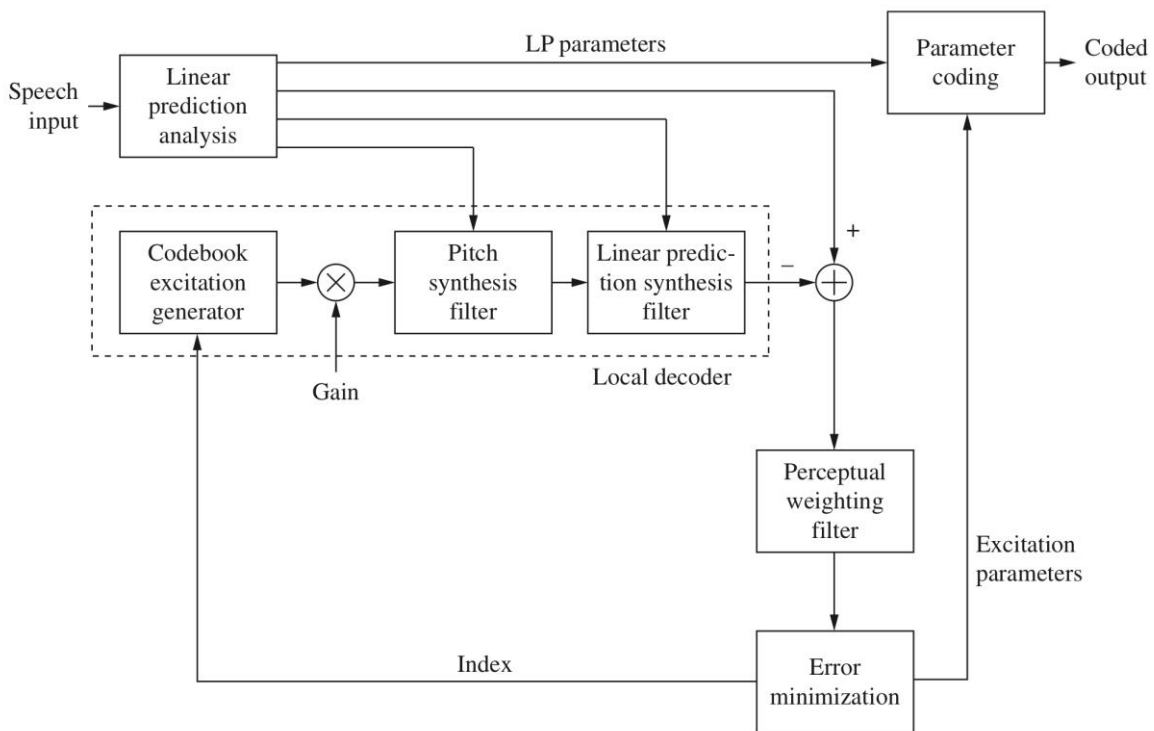 LP parameters
Parameter
coding
Coded
output
Speech
input
Linear
prediction
analysis
Codebook
excitation
generator
Pitch
synthesis
filter
Linear predic-
tion synthesis
filter
+
−
Gain
Local decoder
Perceptual
weighting
filter
Excitation
parameters
Index
Error
minimization